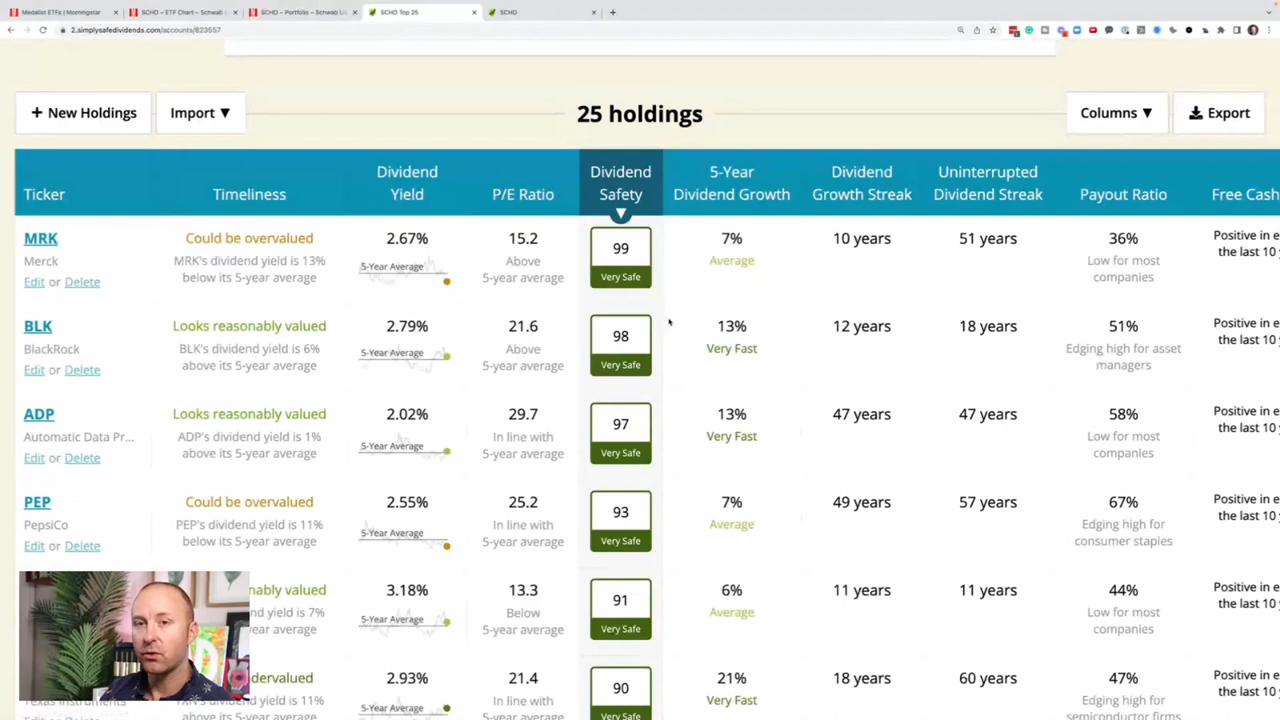 Medalist ETFs | Morningstar
SCHD – ETF Chart – Schwab
SCHD – Portfolio – Schwab U.
SCHD Top 25
SCHD
2.simplysafedividends.com/accounts/823557
+ New Holdings
Import ▼
25 holdings
Columns ▼
Export
Ticker
Timeliness
Dividend
Yield
P/E Ratio
Dividend
Safety
▼
5-Year
Dividend Growth
Dividend
Growth Streak
Uninterrupted
Dividend Streak
Payout Ratio
Free Cash
MRK
Merck
Edit or Delete
Could be overvalued
MRK's dividend yield is 13%
below its 5-year average
2.67%
5-Year Average
15.2
Above
5-year average
99
Very Safe
7%
Average
10 years
51 years
36%
Low for most
companies
Positive in e
the last 10
BLK
BlackRock
Edit or Delete
Looks reasonably valued
BLK's dividend yield is 6%
above its 5-year average
2.79%
5-Year Average
21.6
Above
5-year average
98
Very Safe
13%
Very Fast
12 years
18 years
51%
Edging high for asset
managers
Positive in e
the last 10
ADP
Automatic Data Pr...
Edit or Delete
Looks reasonably valued
ADP's dividend yield is 1%
above its 5-year average
2.02%
5-Year Average
29.7
In line with
5-year average
97
Very Safe
13%
Very Fast
47 years
47 years
58%
Low for most
companies
Positive in e
the last 10
PEP
PepsiCo
Edit or Delete
Could be overvalued
PEP's dividend yield is 11%
below its 5-year average
2.55%
5-Year Average
25.2
In line with
5-year average
93
Very Safe
7%
Average
49 years
57 years
67%
Edging high for
consumer staples
Positive in e
the last 10
nably valued
nd yield is 7%
ear average
3.18%
5-Year Average
13.3
Below
5-year average
91
Very Safe
6%
Average
11 years
11 years
44%
Low for most
companies
Positive in e
the last 10
dervalued
Texas Instruments
TXN's dividend yield is 11%
above its 5-year average
2.93%
5-Year Average
21.4
In line with
5-year average
90
Very Safe
21%
Very Fast
18 years
60 years
47%
Edging high for
semiconductor firms
Positive in e
the last 10